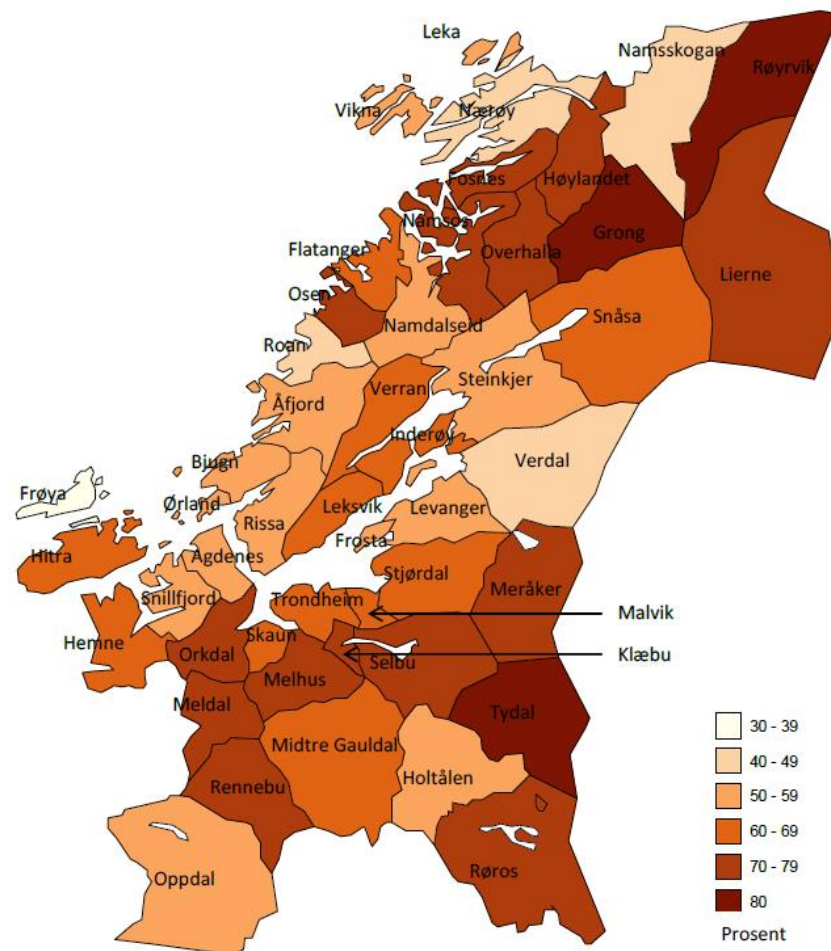 Leka
Namsskogan
Røyrvik
Vikna
Nærøy
Fosnes
Høylandet
Namsos
Grong
Flatanger
Overhalla
Lierne
Osen
Snåsa
Namdalseid
Roan
Steinkjer
Verran
Åfjord
Inderøy
Verdal
Bjugn
Frøya
Ørland
Leksvik
Levanger
Rissa
Frosta
Hitra
Agdenes
Stjørdal
Meråker
Snillfjord
Trondheim
Malvik
Hemne
Skaun
Orkdal
Klæbu
Selbu
Melhus
Meldal
Tydal
Midtre Gauldal
Holtålen
Rennebu
Røros
Oppdal
30 - 39
40 - 49
50 - 59
60 - 69
70 - 79
80
Prosent